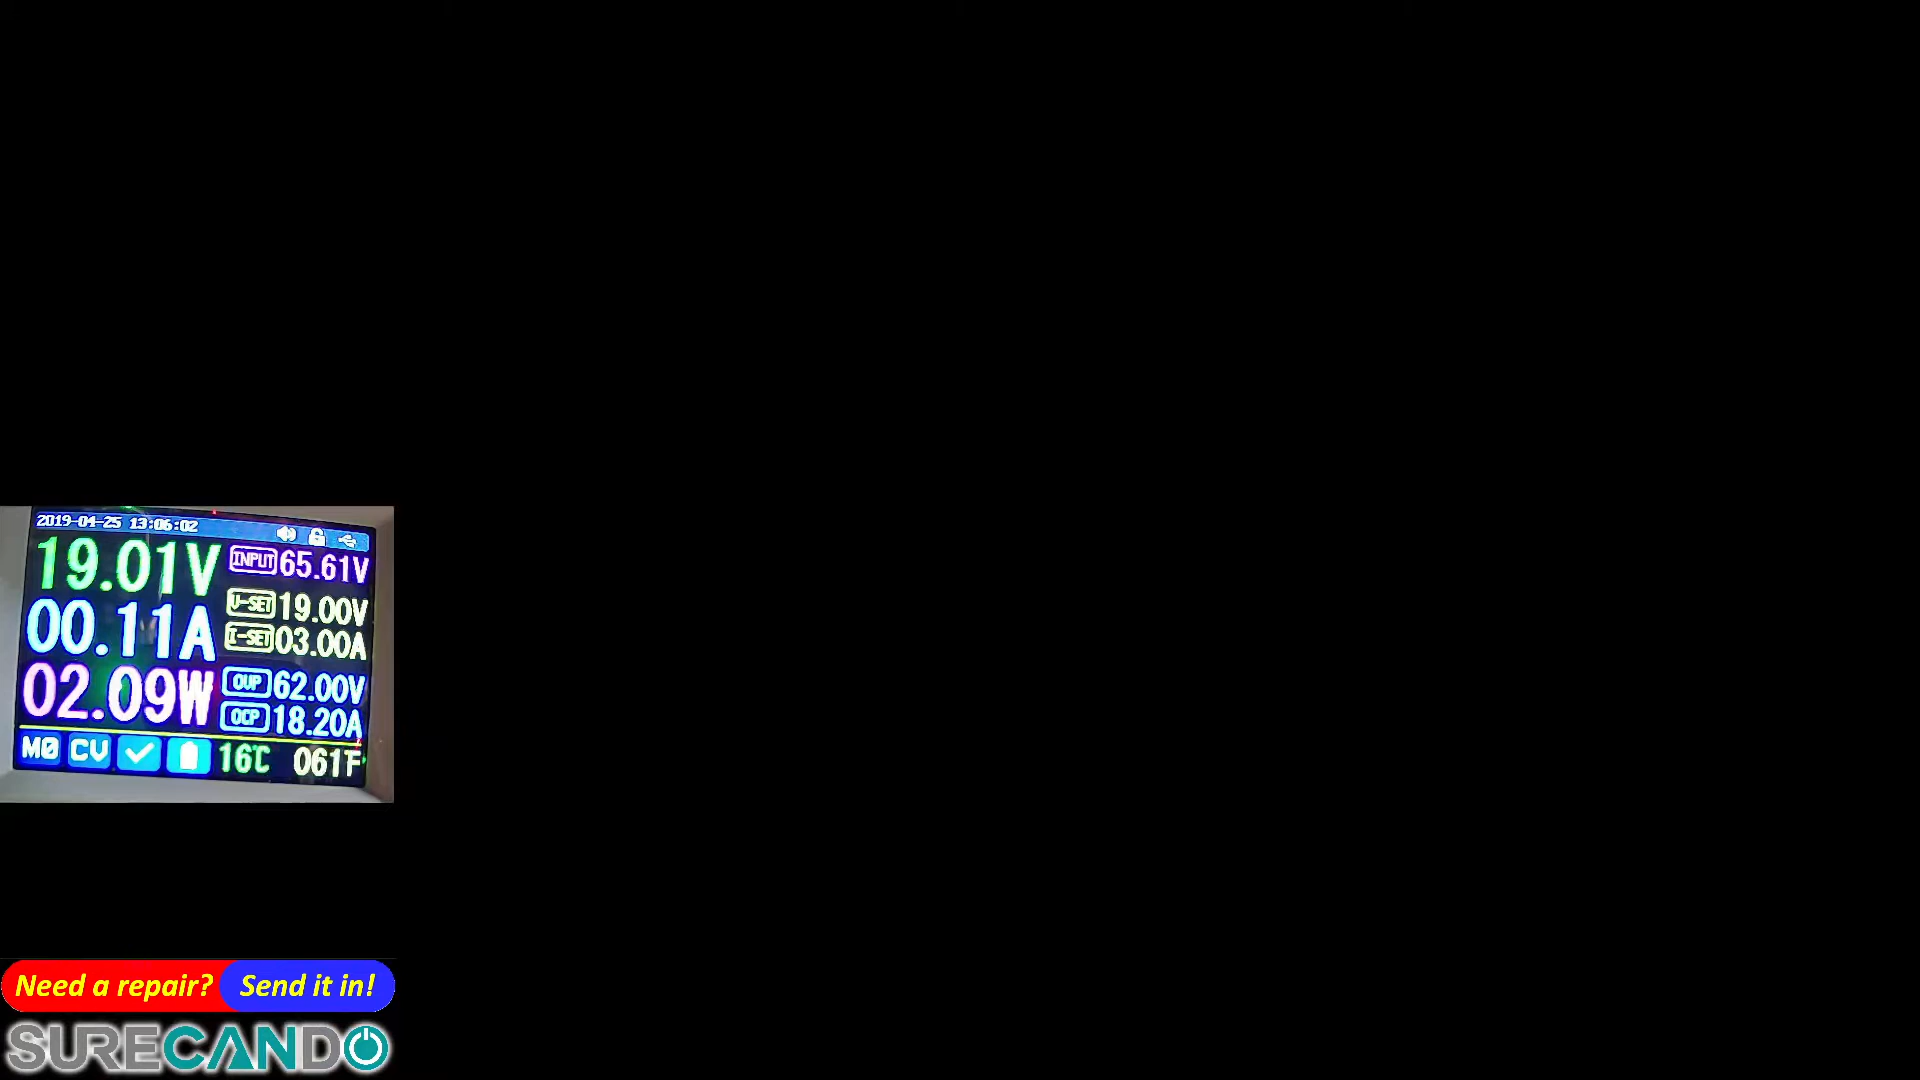 2019-04-25 13:06:02
19.01V
INPUT 65.61V
V-SET 19.00V
00.11A
I-SET 03.00A
02.09W
OVP 62.00V
OCP 18.20A
M0 CV 16℃ 061F
Need a repair? Send it in!
SURECANDO